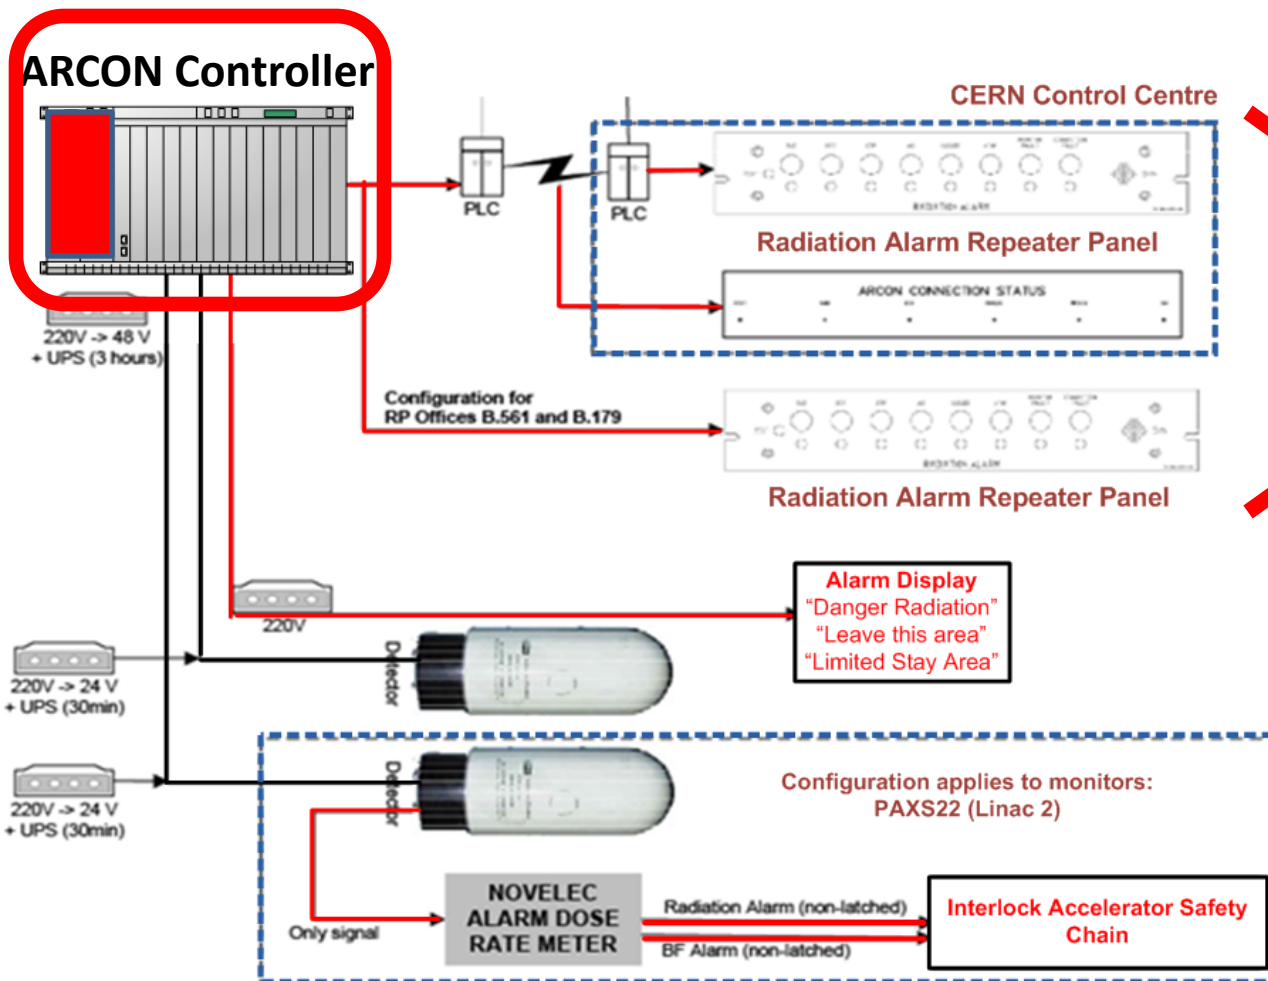 ARCON Controller
CERN Control Centre
PLC
PLC
RADIATION ALARM
Radiation Alarm Repeater Panel
ARCON CONNECTION STATUS
220V -> 48 V
+ UPS (3 hours)
Configuration for
RP Offices B.561 and B.179
RADIATION ALARM
Radiation Alarm Repeater Panel
Alarm Display
“Danger Radiation”
“Leave this area”
“Limited Stay Area”
220V
Detector
220V -> 24 V
+ UPS (30min)
Detector
220V -> 24 V
+ UPS (30min)
Configuration applies to monitors:
PAXS22 (Linac 2)
NOVELEC
ALARM DOSE
RATE METER
Only signal
Radiation Alarm (non-latched)
BF Alarm (non-latched)
Interlock Accelerator Safety
Chain